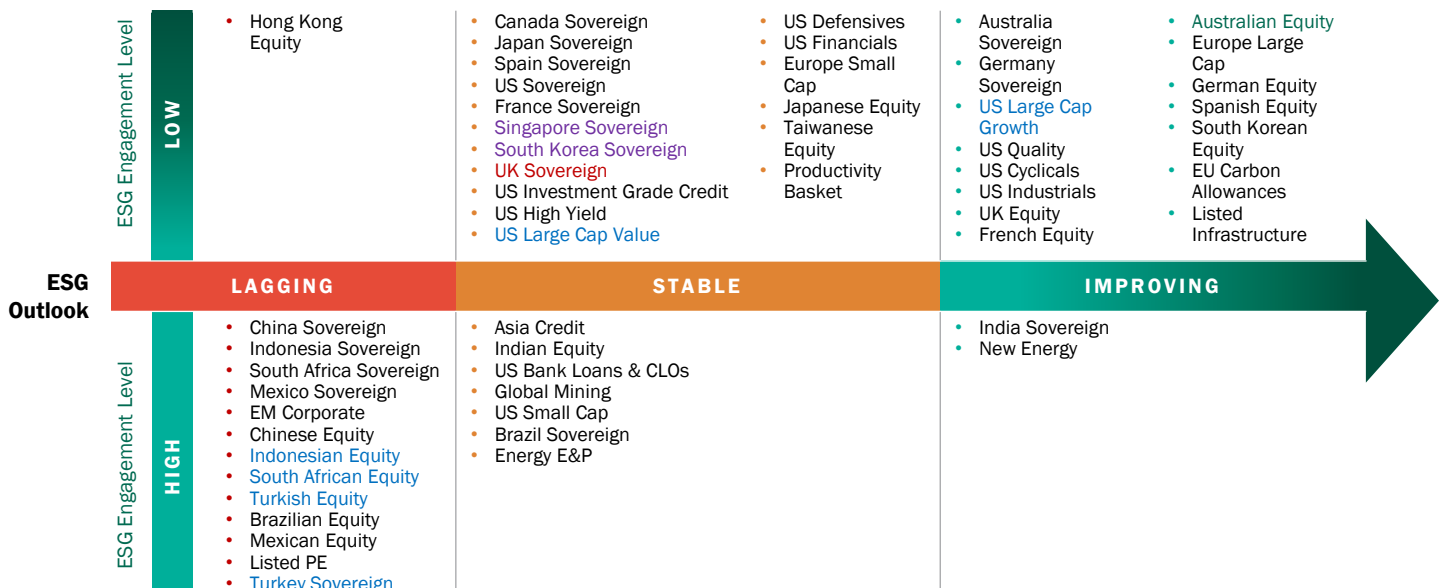 ESG Engagement Level
LOW
Hong Kong
Equity
Canada Sovereign
Japan Sovereign
Spain Sovereign
US Sovereign
France Sovereign
Singapore Sovereign
South Korea Sovereign
UK Sovereign
US Investment Grade Credit
US High Yield
US Large Cap Value
US Defensives
US Financials
Europe Small
Cap
Japanese Equity
Taiwanese
Equity
Productivity
Basket
Australia
Sovereign
Germany
Sovereign
US Large Cap
Growth
US Quality
US Cyclicals
US Industrials
UK Equity
French Equity
Australian Equity
Europe Large
Cap
German Equity
Spanish Equity
South Korean
Equity
EU Carbon
Allowances
Listed
Infrastructure
ESG
Outlook
LAGGING
STABLE
IMPROVING
ESG Engagement Level
HIGH
China Sovereign
Indonesia Sovereign
South Africa Sovereign
Mexico Sovereign
EM Corporate
Chinese Equity
Indonesian Equity
South African Equity
Turkish Equity
Brazilian Equity
Mexican Equity
Listed PE
Turkey Sovereign
Asia Credit
Indian Equity
US Bank Loans & CLOs
Global Mining
US Small Cap
Brazil Sovereign
Energy E&P
India Sovereign
New Energy